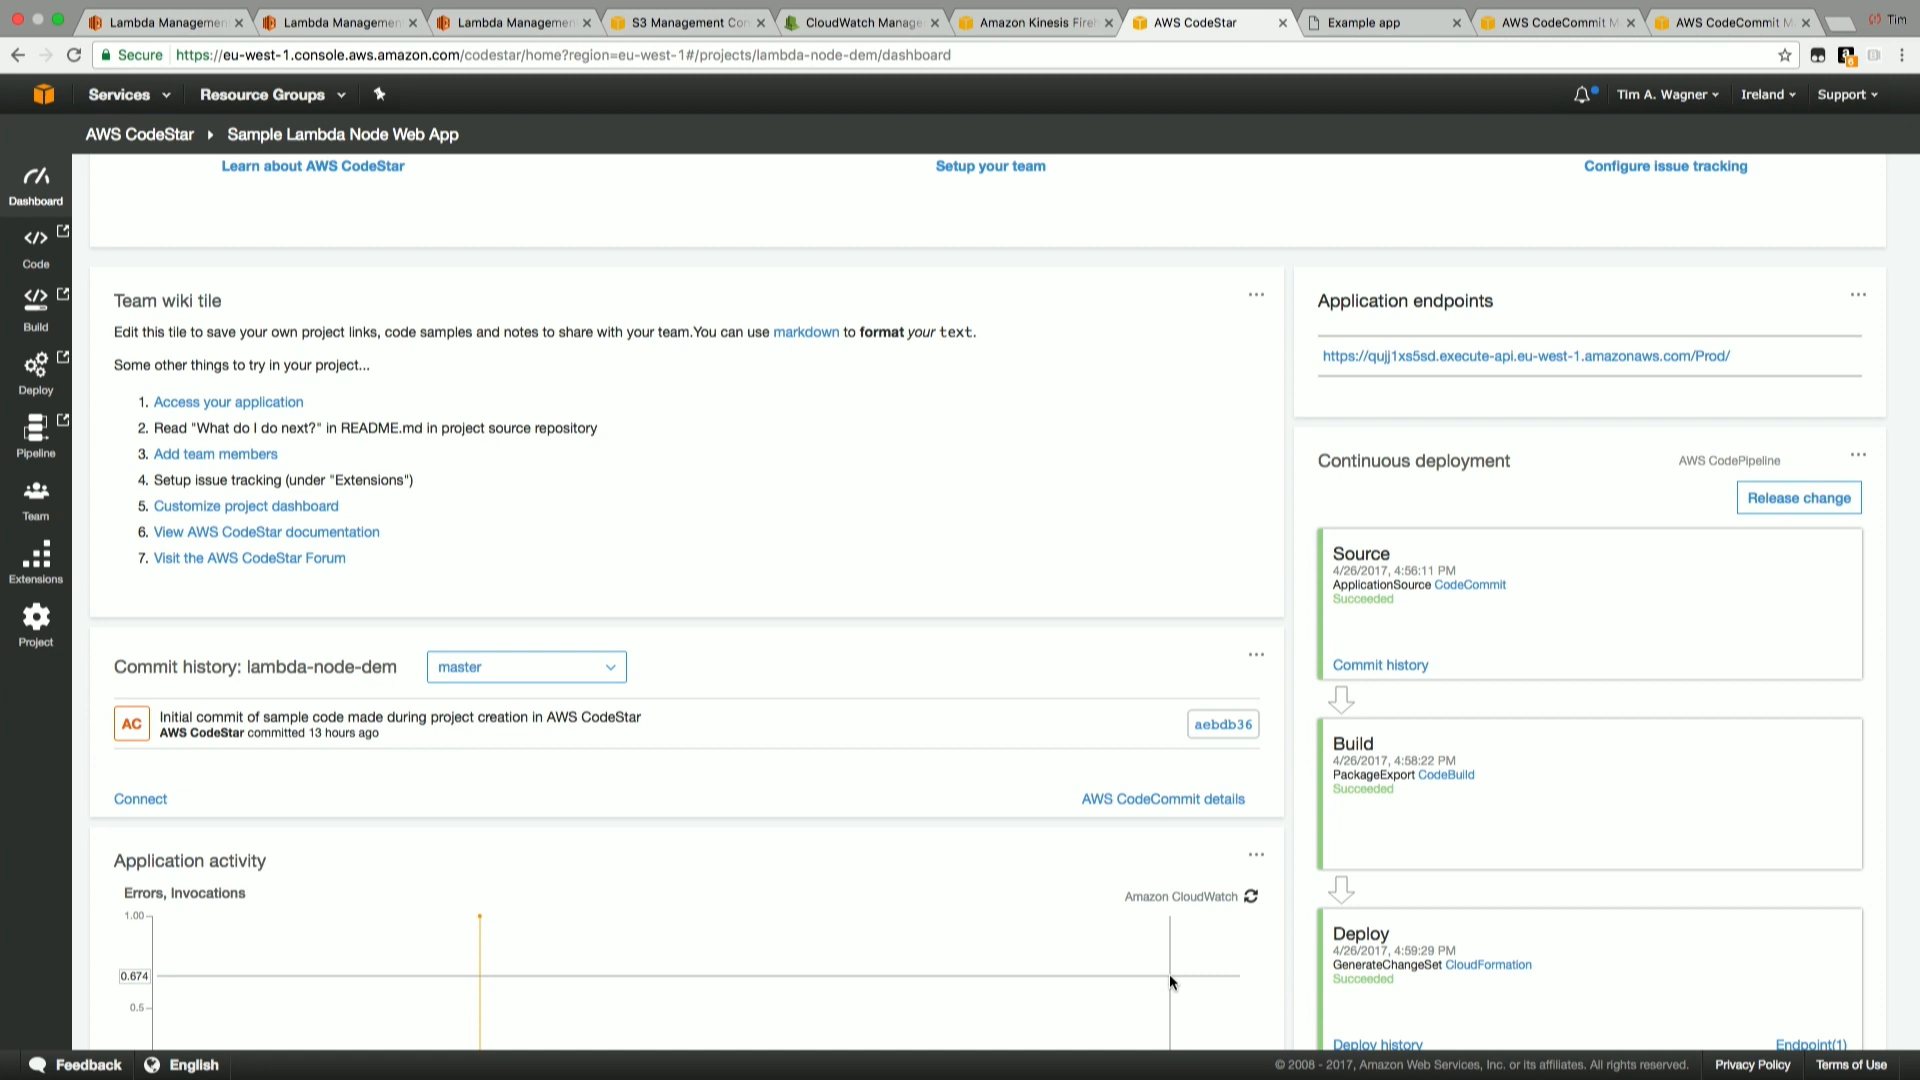 Lambda Managemen
Lambda Managemen
Lambda Managemen
S3 Management Con
CloudWatch Manage
Amazon Kinesis Fireh
AWS CodeStar
Example app
AWS CodeCommit M
AWS CodeCommit M
Tim
Secure
https://eu-west-1.console.aws.amazon.com/codestar/home?region=eu-west-1#/projects/lambda-node-dem/dashboard
Services
Resource Groups
Tim A. Wagner
Ireland
Support
AWS CodeStar
Sample Lambda Node Web App
Learn about AWS CodeStar
Setup your team
Configure issue tracking
Dashboard
Code
Build
Deploy
Pipeline
Team
Extensions
Project
Team wiki tile
Edit this tile to save your own project links, code samples and notes to share with your team.You can use markdown to format your text.
Some other things to try in your project...
1. Access your application
2. Read "What do I do next?" in README.md in project source repository
3. Add team members
4. Setup issue tracking (under "Extensions")
5. Customize project dashboard
6. View AWS CodeStar documentation
7. Visit the AWS CodeStar Forum
Commit history: lambda-node-dem
master
AC
Initial commit of sample code made during project creation in AWS CodeStar
AWS CodeStar committed 13 hours ago
aebdb36
Connect
AWS CodeCommit details
Application activity
Errors, Invocations
Amazon CloudWatch
1.00
0.674
0.5
Application endpoints
https://qujj1xs5sd.execute-api.eu-west-1.amazonaws.com/Prod/
Continuous deployment
AWS CodePipeline
Release change
Source
4/26/2017, 4:56:11 PM
ApplicationSource CodeCommit
Succeeded
Commit history
Build
4/26/2017, 4:58:22 PM
PackageExport CodeBuild
Succeeded
Deploy
4/26/2017, 4:59:29 PM
GenerateChangeSet CloudFormation
Succeeded
Deploy history
Endpoint(1)
Feedback
English
© 2008 - 2017, Amazon Web Services, Inc. or its affiliates. All rights reserved.
Privacy Policy
Terms of Use